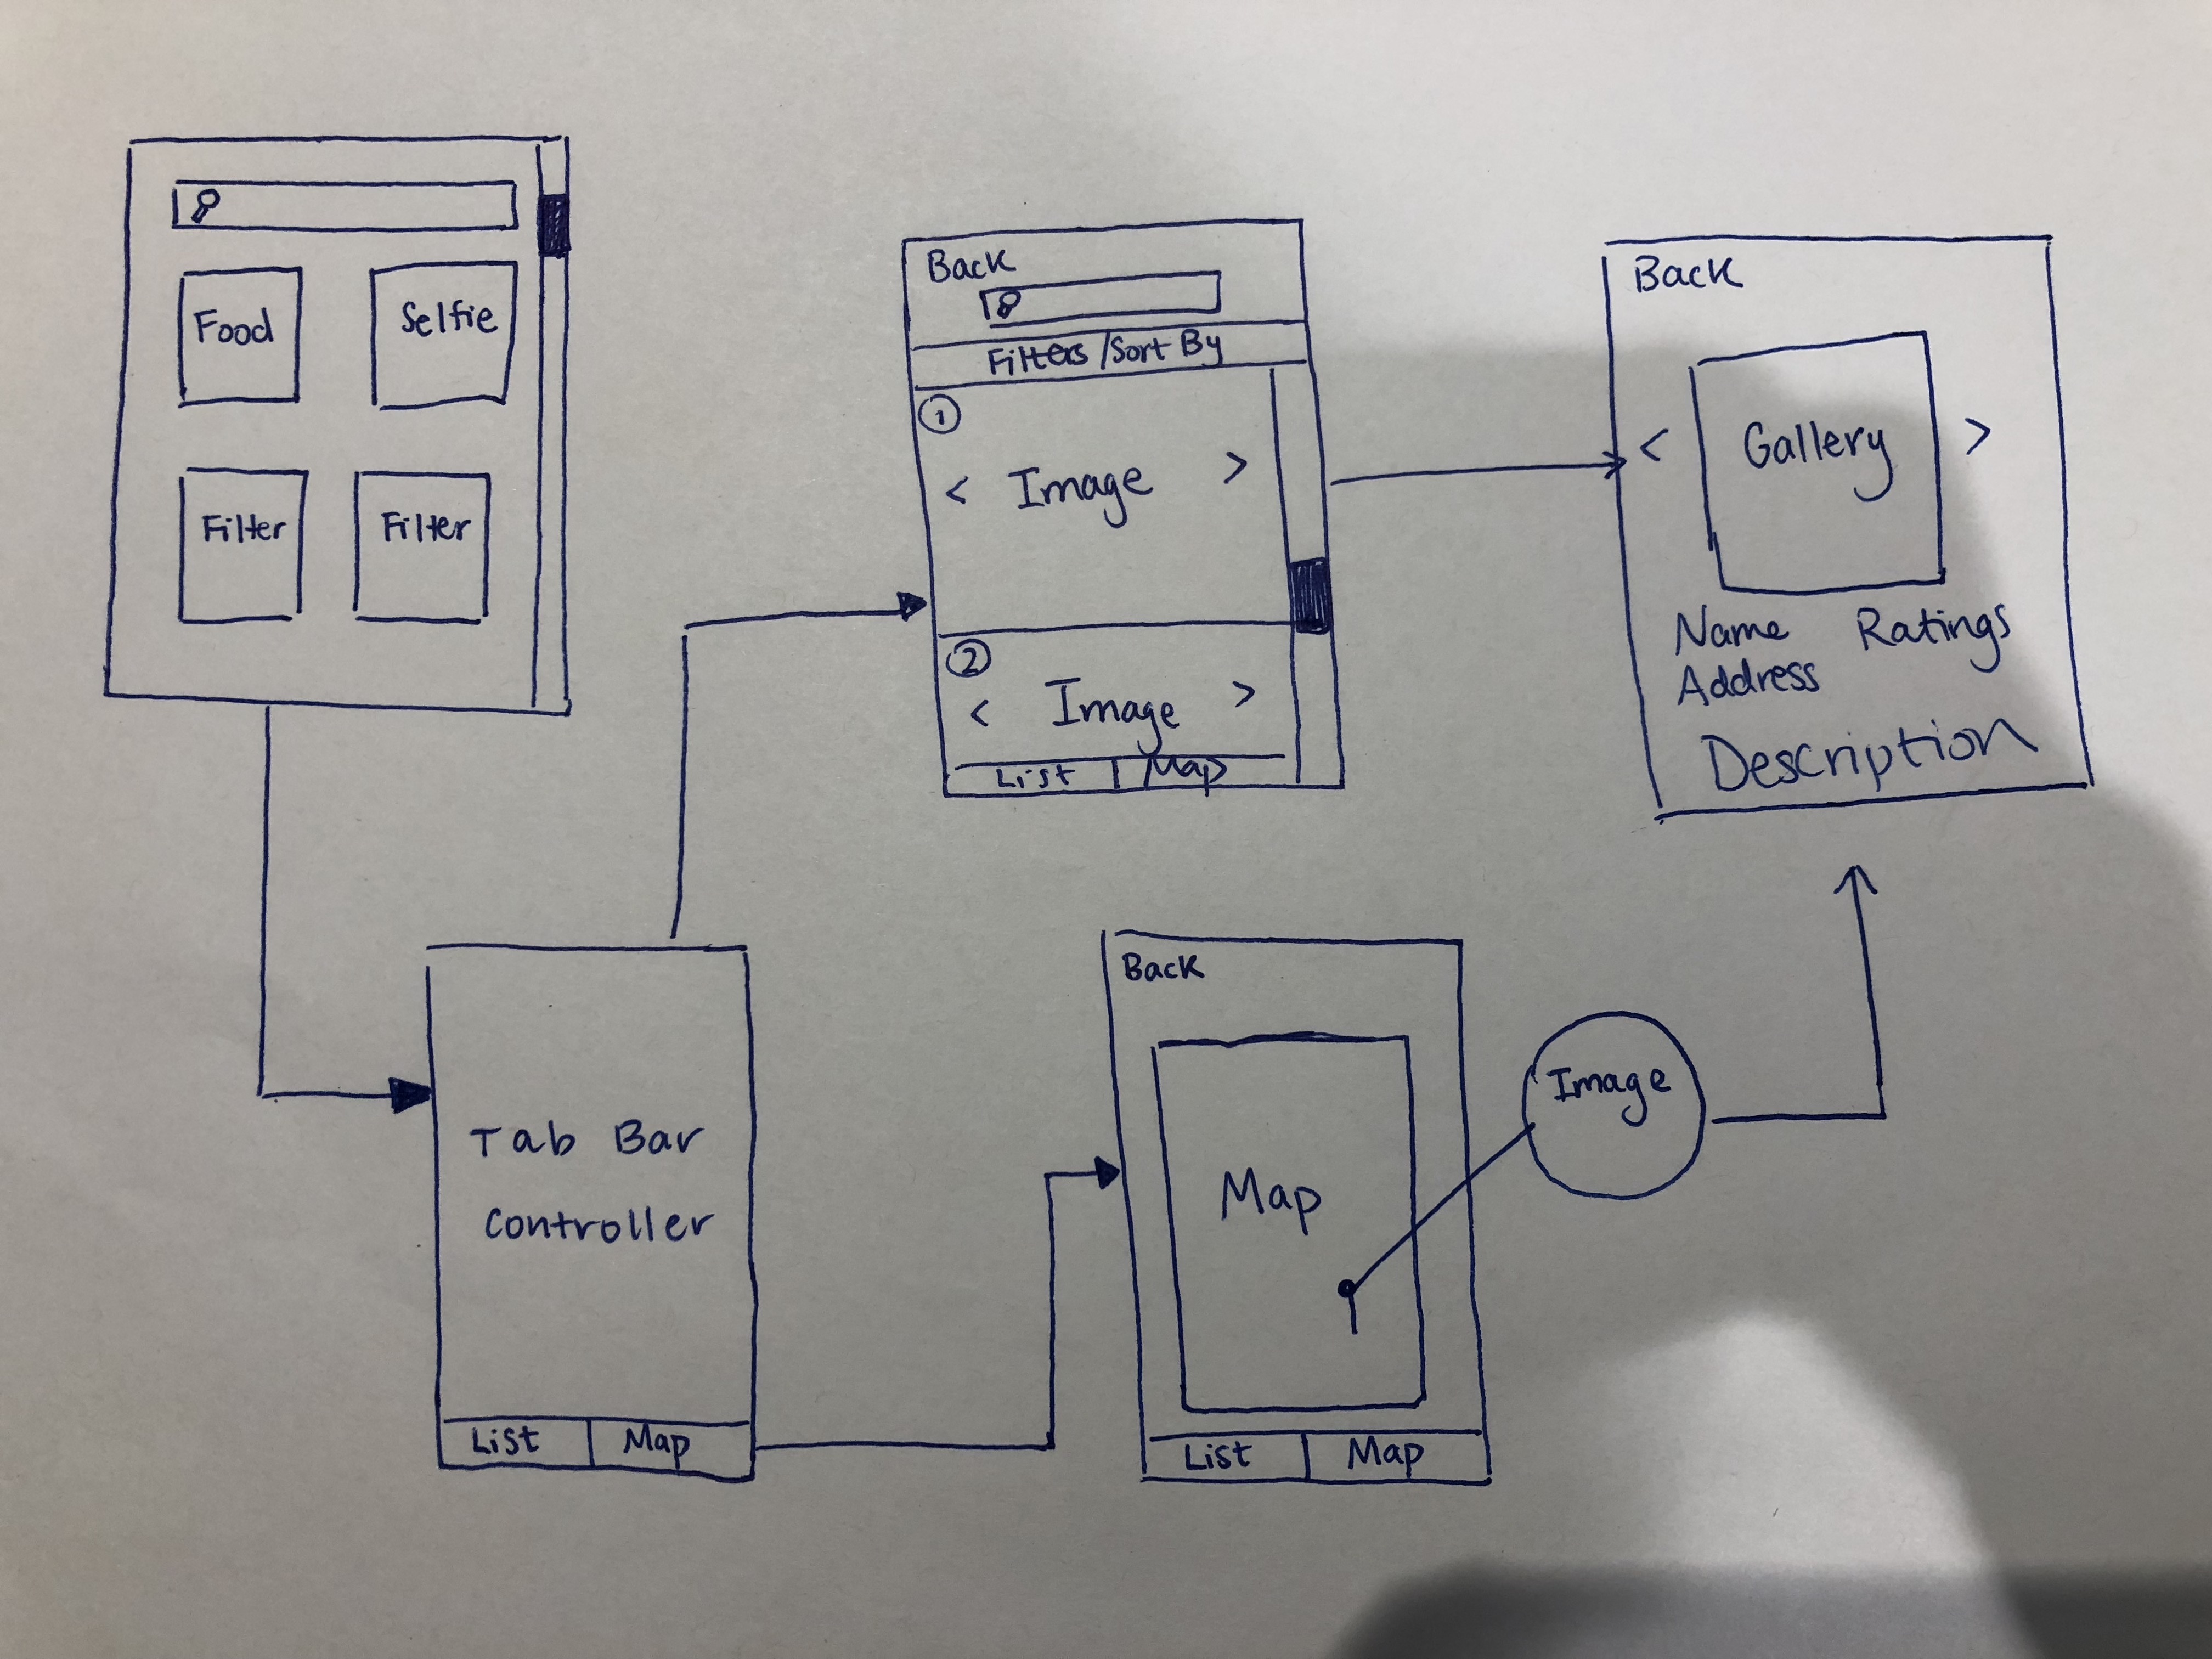 Food
Selfie
Filter
Filter
Back
Filters /Sort By
1
< Image >
2
< Image >
List Map
Back
< Gallery >
Name Ratings
Address
Description
Tab Bar
Controller
List Map
Back
Map
Image
List Map